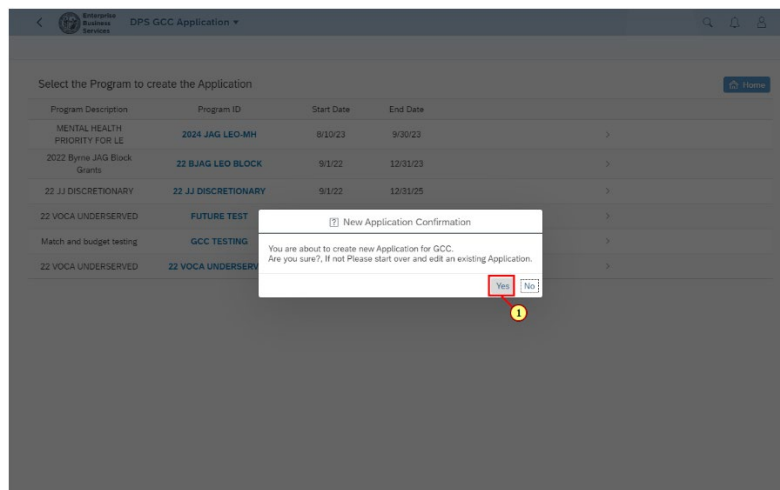 Enterprise
Business
Services
DPS GCC Application
Select the Program to create the Application
Home
Program Description Program ID Start Date End Date
MENTAL HEALTH
PRIORITY FOR LE
2024 JAG LEO-MH 8/10/23 9/30/23
2022 Byrne JAG Block
Grants
22 BJAG LEO BLOCK 9/1/22 12/31/23
22 JJ DISCRETIONARY 22 JJ DISCRETIONARY 9/1/22 12/31/25
22 VOCA UNDERSERVED FUTURE TEST
Match and budget testing GCC TESTING
22 VOCA UNDERSERVED 22 VOCA UNDERSERV
[?] New Application Confirmation
You are about to create new Application for GCC.
Are you sure?, If not Please start over and edit an existing Application.
Yes No
1